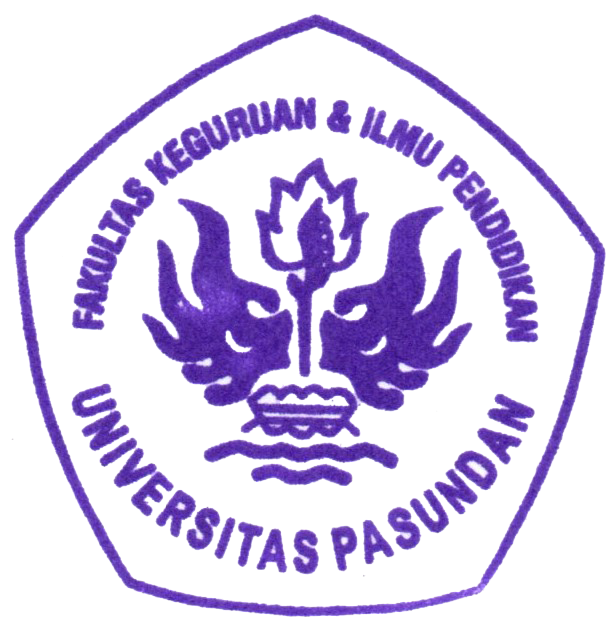 FAKULTAS KEGURUAN & ILMU PENDIDIKAN
UNIVERSITAS PASUNDAN